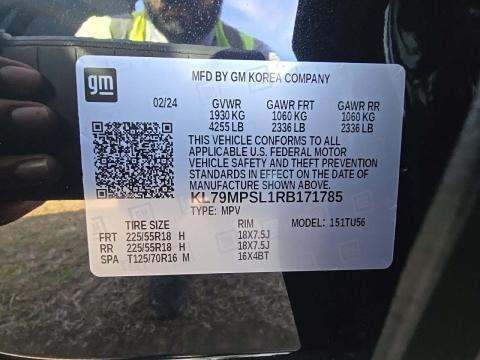 gm
MFD BY GM KOREA COMPANY
02/24 GVWR GAWR FRT GAWR RR
1930 KG 1060 KG 1060 KG
4255 LB 2336 LB 2336 LB
THIS VEHICLE CONFORMS TO ALL
APPLICABLE U.S. FEDERAL MOTOR
VEHICLE SAFETY AND THEFT PREVENTION
STANDARDS IN EFFECT ON THE DATE OF
MANUFACTURE SHOWN ABOVE.
KL79MPSL1RB171785
TYPE: MPV MODEL: 151TU56
TIRE SIZE RIM
FRT 225/55R18 H 18X7.5J
RR 225/55R18 H 18X7.5J
SPA T125/70R16 M 16X4BT